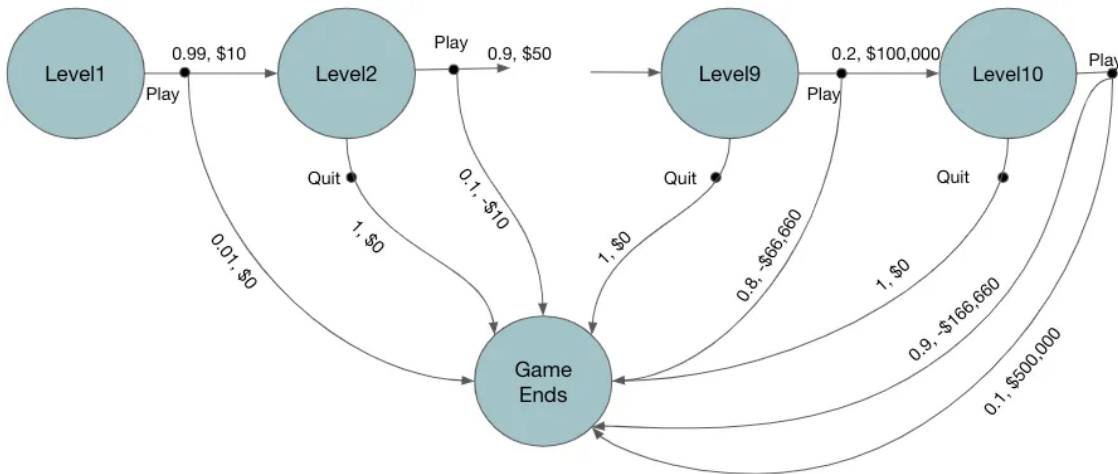 Level1
0.99, $10
Play
Level2
Play
0.9, $50
Level9
0.2, $100,000
Play
Level10
Play
Quit
Quit
Quit
0.01, $0
1, $0
0.1, -$10
1, $0
0.8, -$66,660
1, $0
0.9, -$166,660
0.1, $500,000
Game
Ends